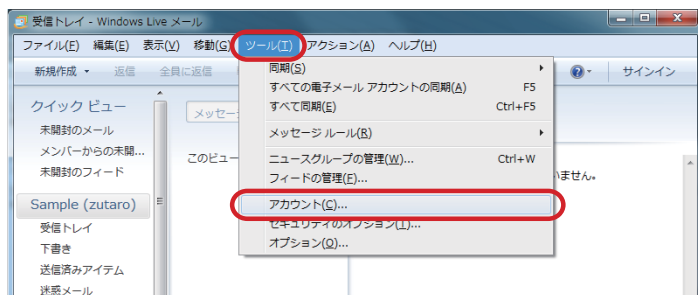 受信トレイ - Windows Live メール
ファイル(F) 編集(E) 表示(V) 移動(G) ツール(T) アクション(A) ヘルプ(H)
新規作成 返信 全員に返信 サインイン
同期(S)
すべての電子メール アカウントの同期(A) F5
すべて同期(E) Ctrl+F5
メッセージ ルール(R)
ニュースグループの管理(W)... Ctrl+W
フィードの管理(F)...
アカウント(C)...
セキュリティのオプション(T)...
オプション(O)...
クイック ビュー
未開封のメール
メンバーからの未開...
未開封のフィード
Sample (zutaro)
受信トレイ
下書き
送信済みアイテム
迷惑メール
メッセー
このビュー
いません。